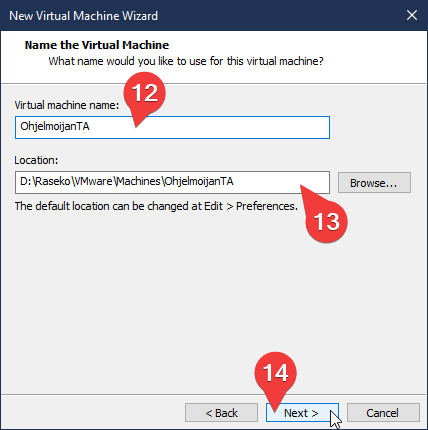 New Virtual Machine Wizard
Name the Virtual Machine
What name would you like to use for this virtual machine?
12
Virtual machine name:
OhjelmoijanTA
Location:
D:\Raseko\VMware\Machines\OhjelmoijanTA
Browse...
The default location can be changed at Edit > Preferences.
13
14
< Back
Next >
Cancel